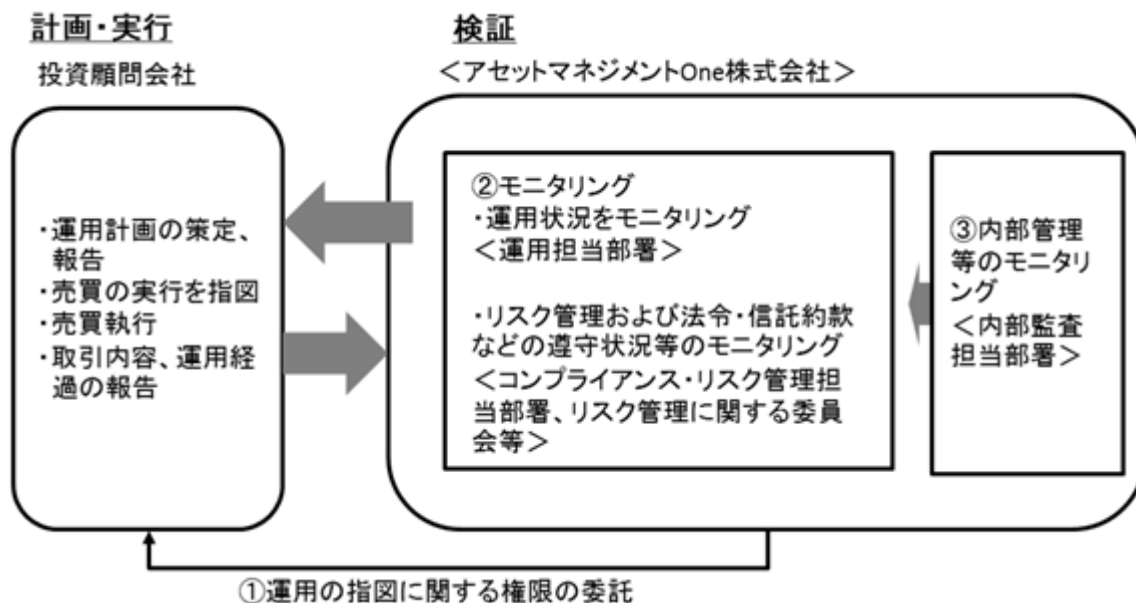 計画・実行
投資顧問会社
・運用計画の策定、
報告
・売買の実行を指図
・売買執行
・取引内容、運用経
過の報告
検証
＜アセットマネジメントOne株式会社＞
②モニタリング
・運用状況をモニタリング
＜運用担当部署＞
・リスク管理および法令・信託約款
などの遵守状況等のモニタリング
＜コンプライアンス・リスク管理担
当部署、リスク管理に関する委員
会等＞
③内部管理
等のモニタリ
ング
＜内部監査
担当部署＞
①運用の指図に関する権限の委託